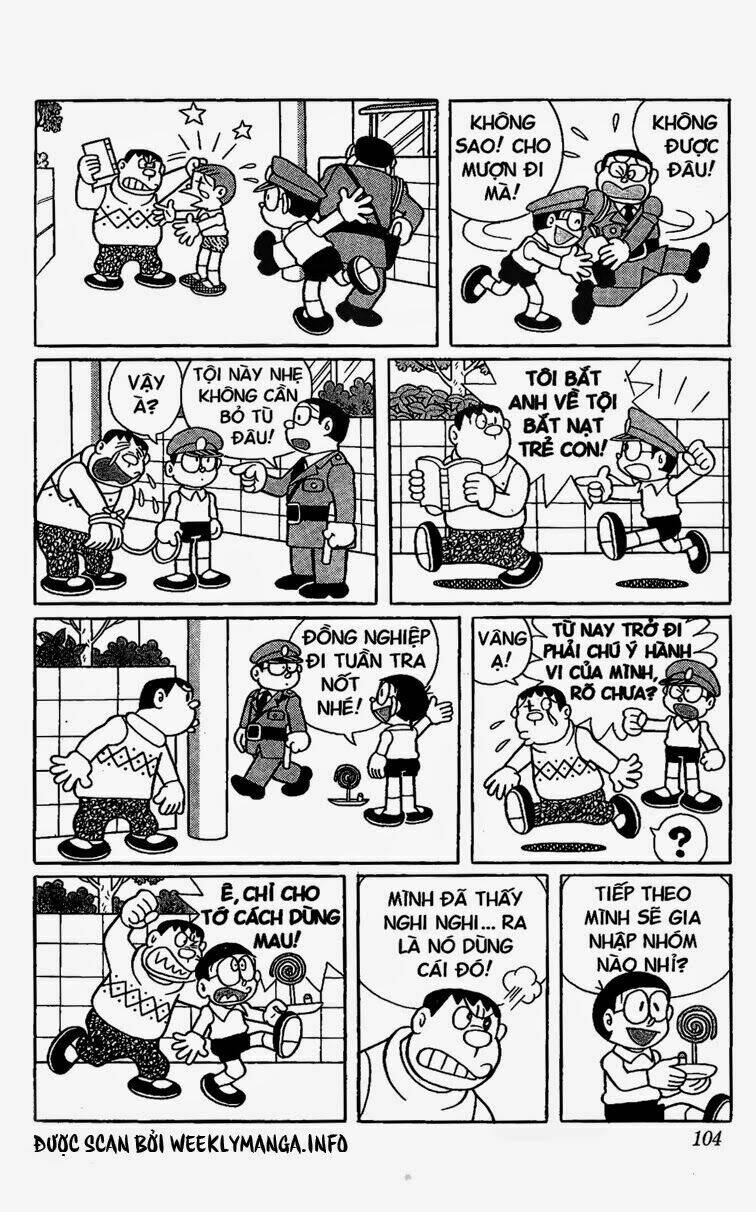 KHÔNG
ĐƯỢC
ĐÂU!
KHÔNG
SAO! CHO
MƯỢN ĐI
MÀ!
TÔI BẮT
ANH VỀ TỘI
BẮT NẠT
TRẺ CON!
TỘI NÀY NHẸ
KHÔNG CẦN
BỎ TÙ
ĐÂU!
VẬY
À?
TỪ NAY TRỞ ĐI
PHẢI CHÚ Ý HÀNH
VI CỦA MÌNH,
RÕ CHƯA?
VÂNG
Ạ!
?
ĐỒNG NGHIỆP
ĐI TUẦN TRA
NỐT
NHÉ!
TIẾP THEO
MÌNH SẼ GIA
NHẬP NHÓM
NÀO NHỈ?
MÌNH ĐÃ THẤY
NGHI NGHI... RA
LÀ NÓ DÙNG
CÁI ĐÓ!
Ê, CHỈ CHO
TỚ CÁCH DÙNG
MAU!
ĐƯỢC SCAN BỞI WEEKLYMANGA.INFO
104